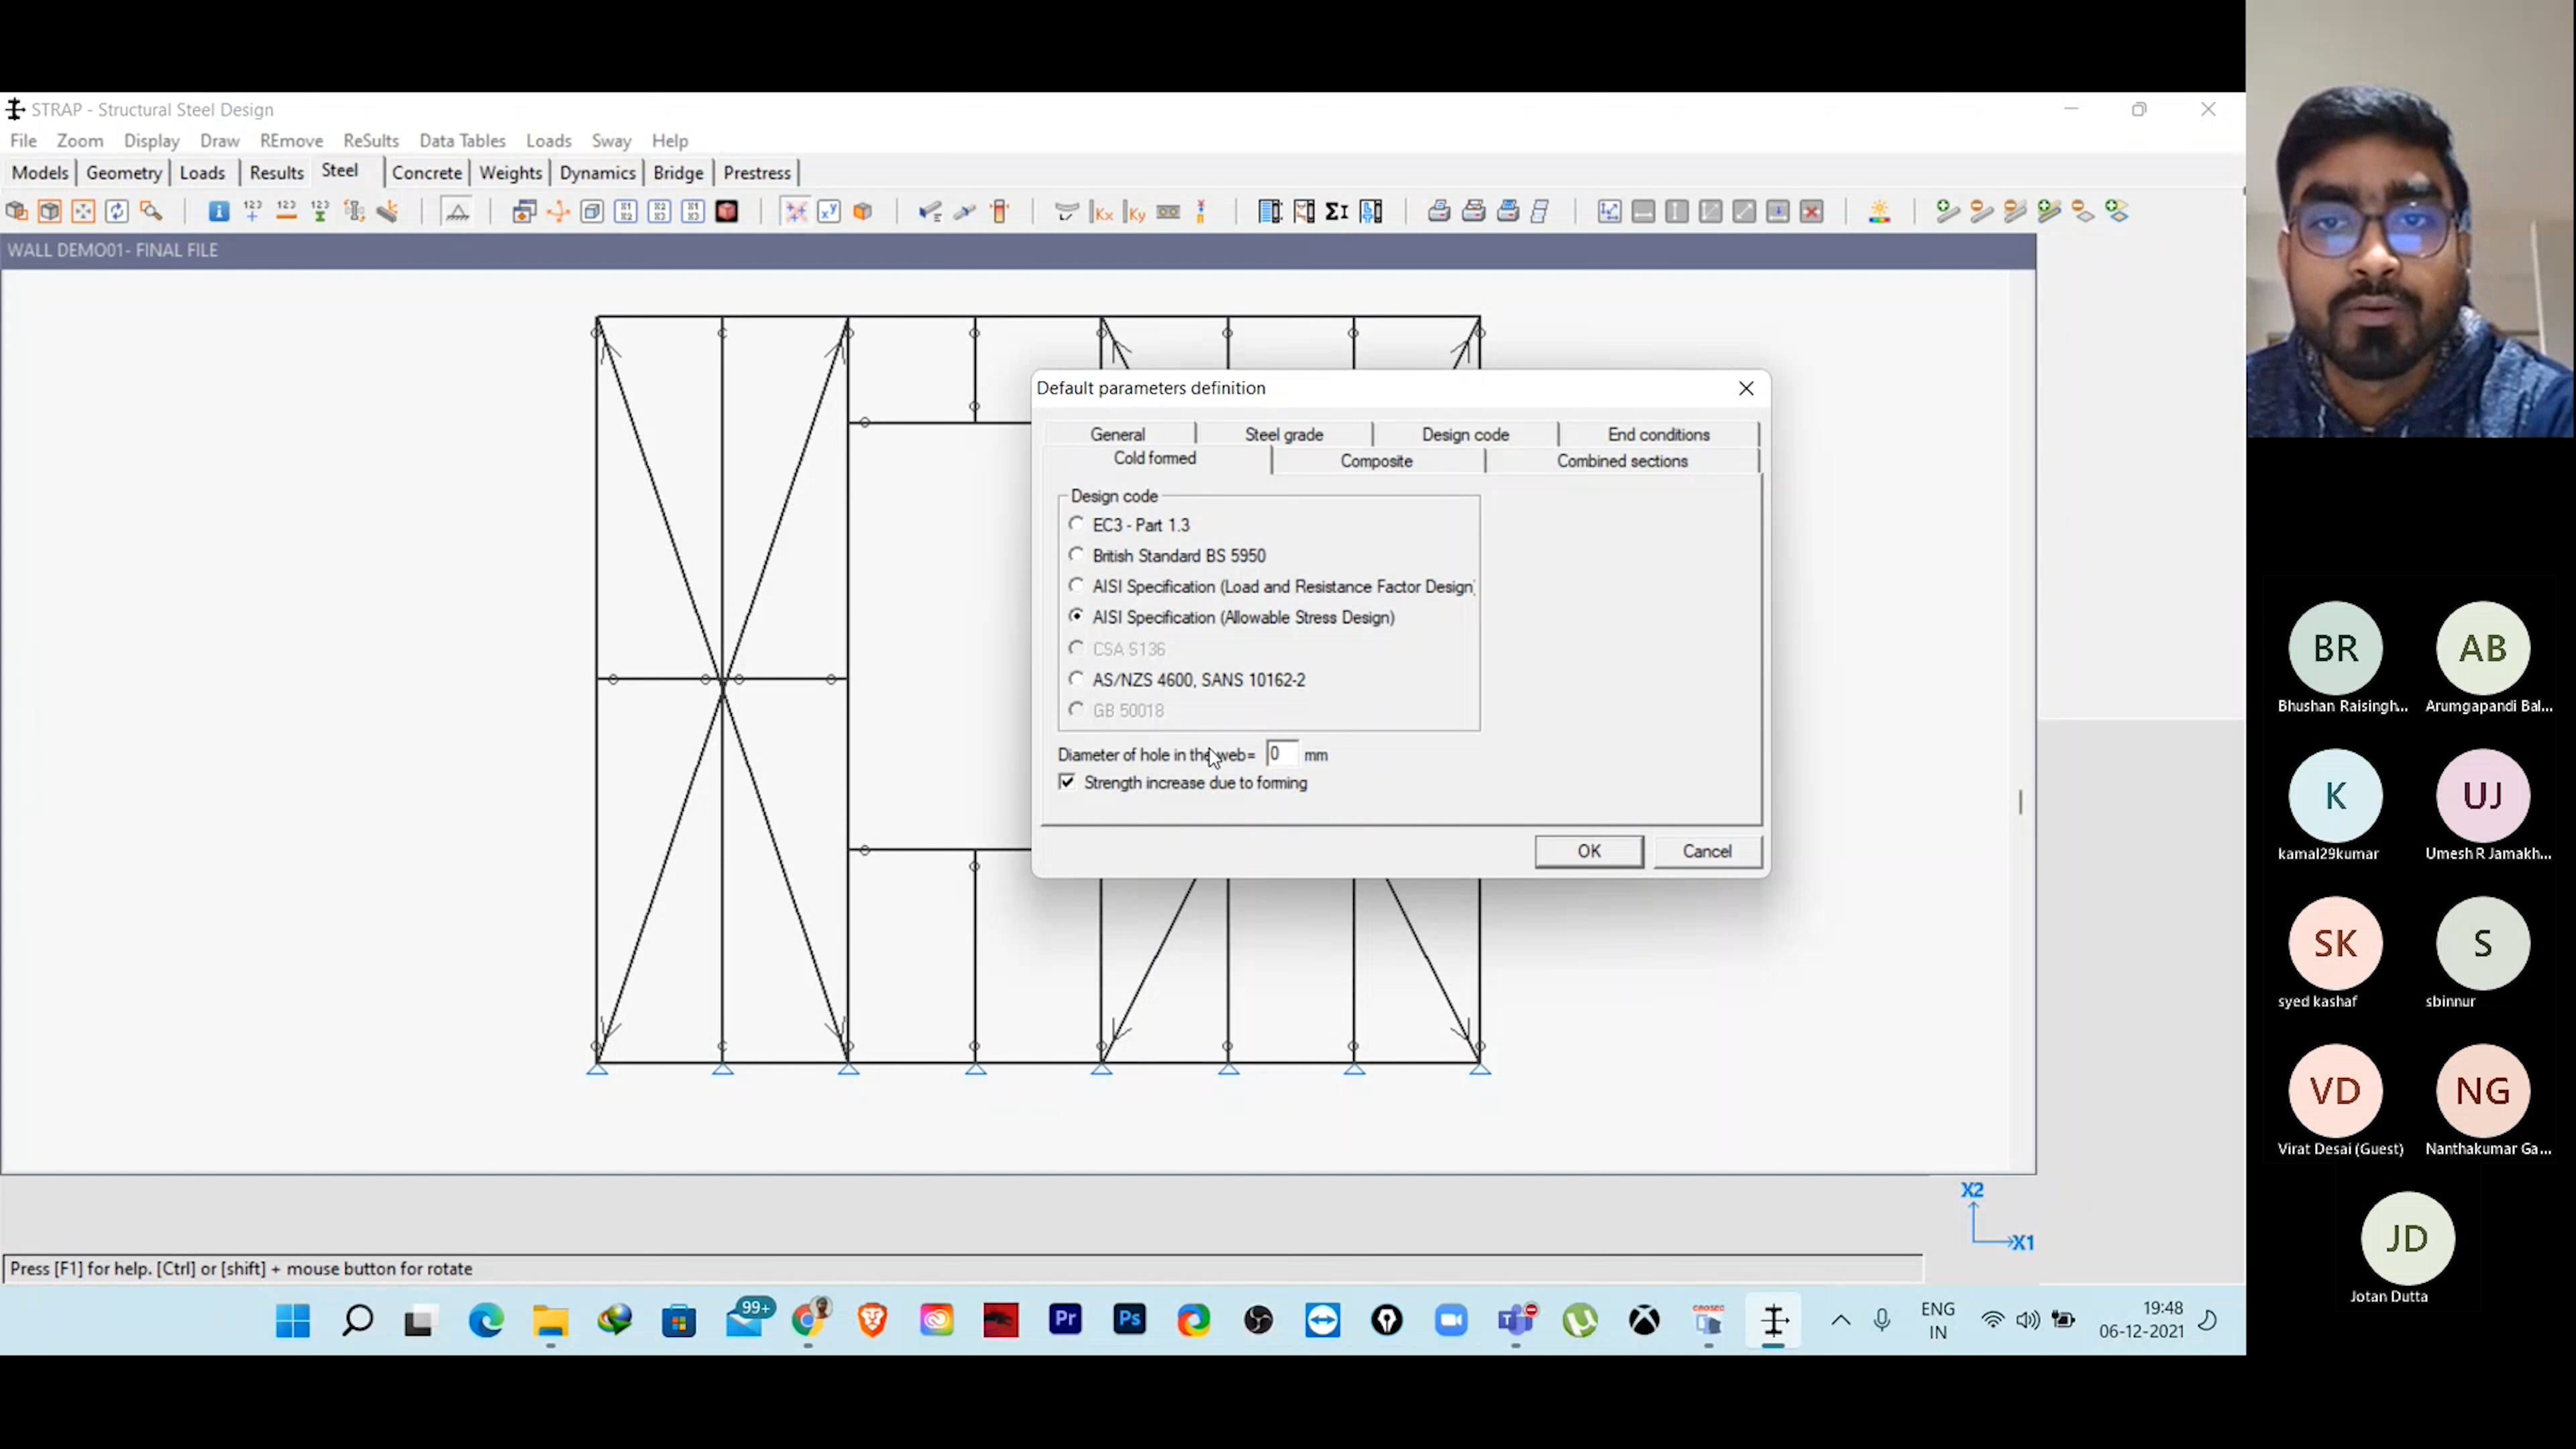 STRAP - Structural Steel Design
File Zoom Display Draw REmove ReSults Data Tables Loads Sway Help
Models Geometry Loads Results Steel Concrete Weights Dynamics Bridge Prestress
WALL DEMO01- FINAL FILE
Default parameters definition
General Steel grade Design code End conditions
Cold formed Composite Combined sections
Design code
EC3 - Part 1.3
British Standard BS 5950
AISI Specification (Load and Resistance Factor Design)
AISI Specification (Allowable Stress Design)
CSA S136
AS/NZS 4600, SANS 10162-2
GB 50018
Diameter of hole in the web= 0 mm
Strength increase due to forming
OK Cancel
X2
X1
Press [F1] for help. [Ctrl] or [shift] + mouse button for rotate
99+
Pr
Ps
CROSEC
ENG
IN
19:48
06-12-2021
BR
Bhushan Raisingh...
AB
Arumgapandi Bal...
K
kamal29kumar
UJ
Umesh R Jamakh...
SK
syed kashaf
S
sbinnur
VD
Virat Desai (Guest)
NG
Nanthakumar Ga...
JD
Jotan Dutta